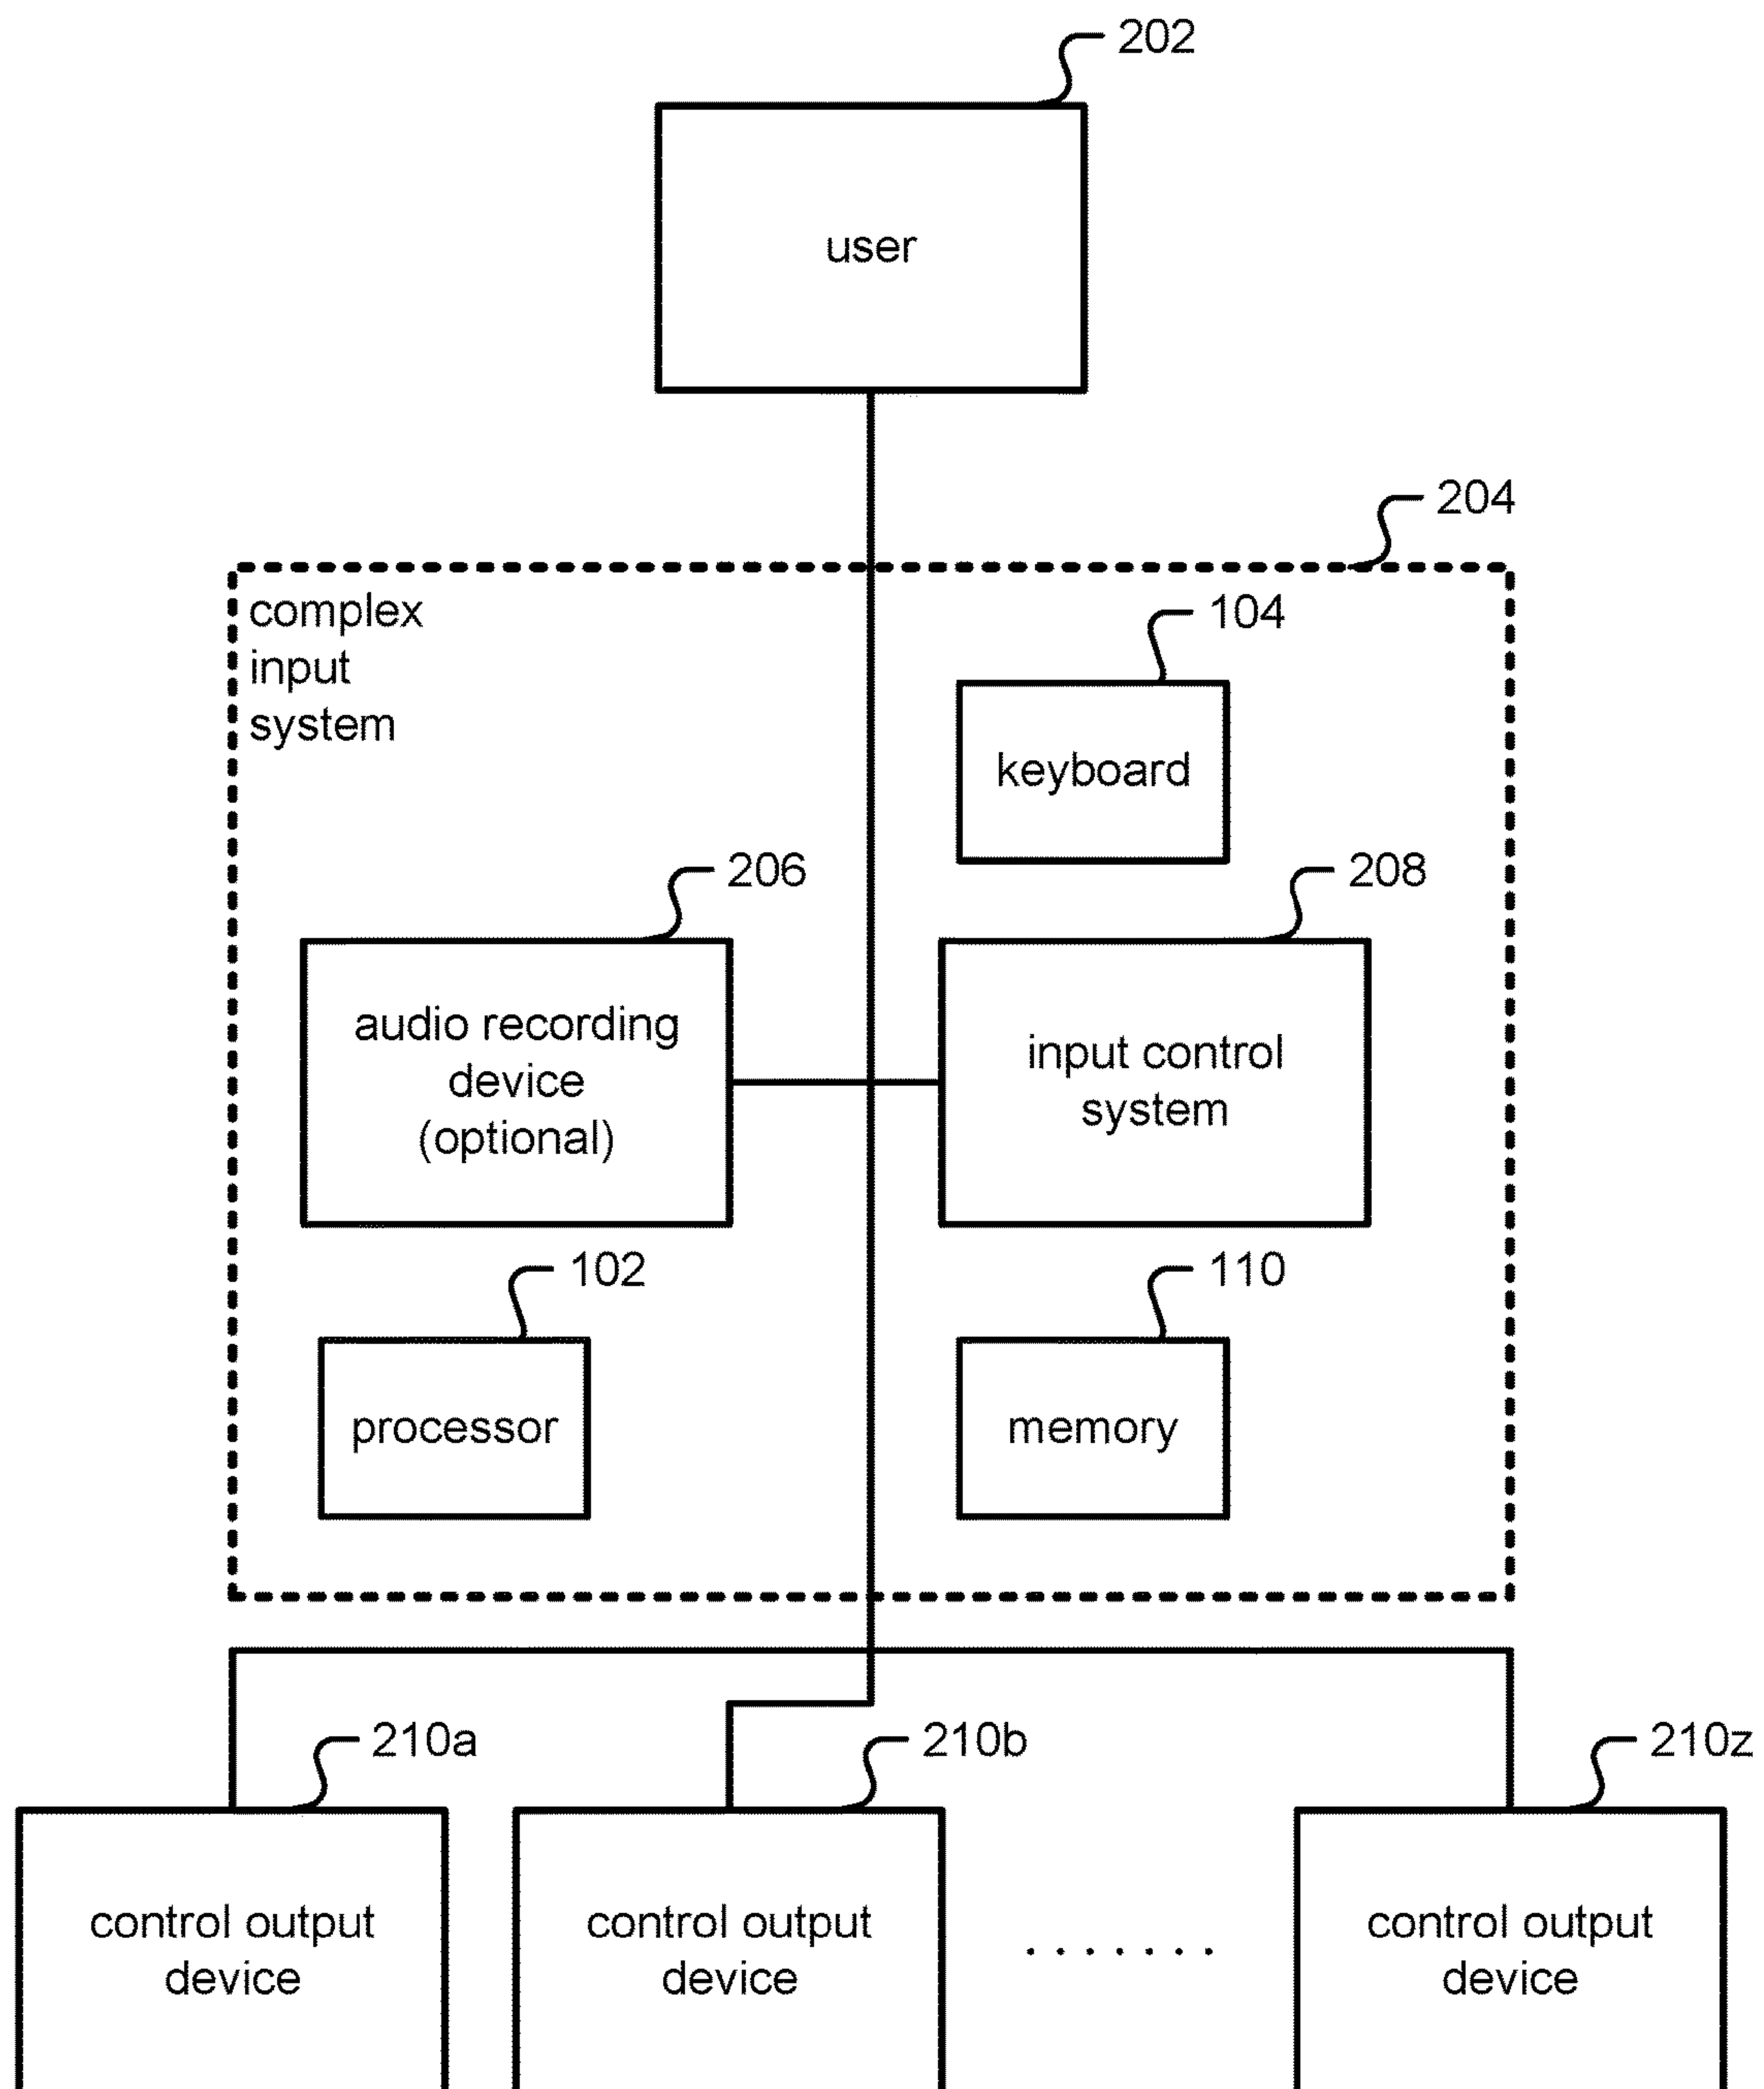 202
user
204
complex
input
system
104
keyboard
206
208
audio recording
device
(optional)
input control
system
102
110
processor
memory
210a
210b
210z
control output
device
control output
device
.......
control output
device